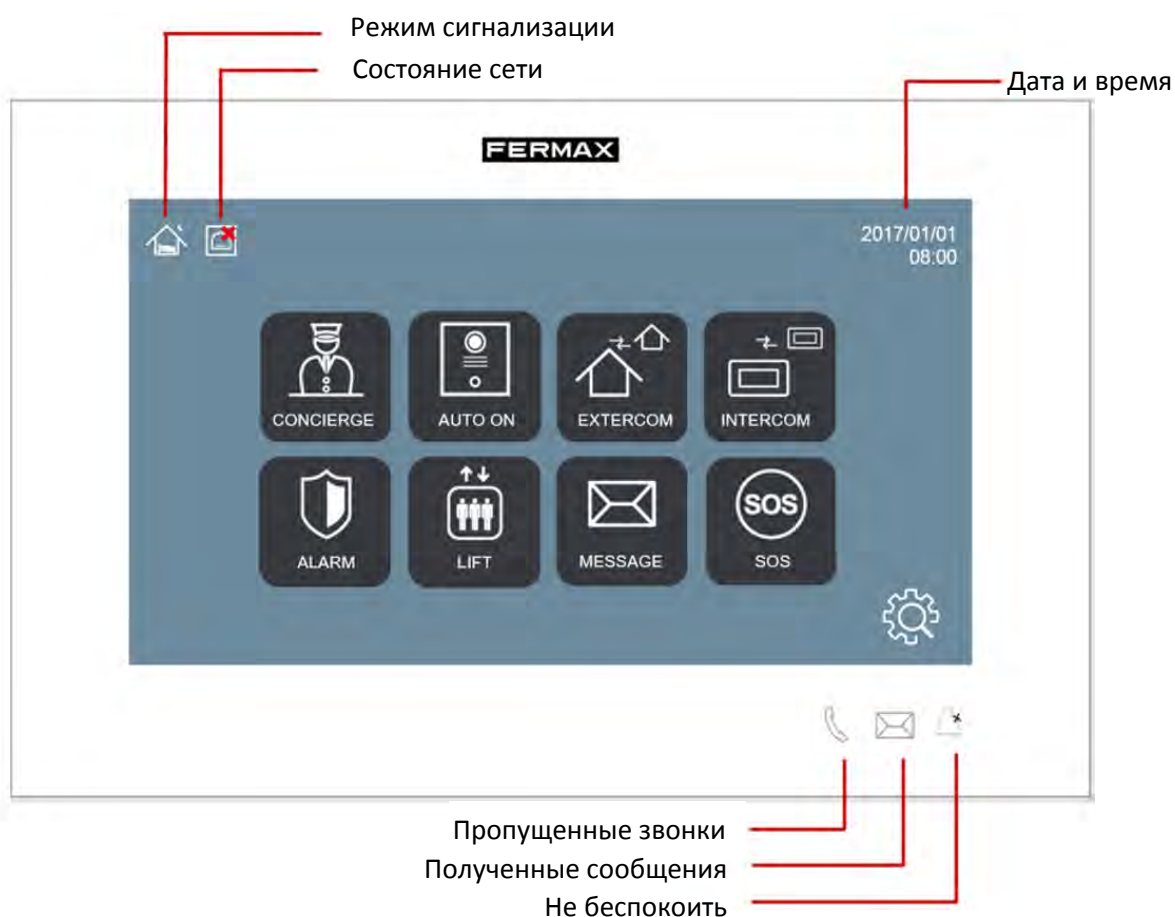 Режим сигнализации
Состояние сети
Дата и время
FERMAX
2017/01/01
08:00
CONCIERGE
AUTO ON
EXTERCOM
INTERCOM
ALARM
LIFT
MESSAGE
SOS
SOS
Пропущенные звонки
Полученные сообщения
Не беспокоить